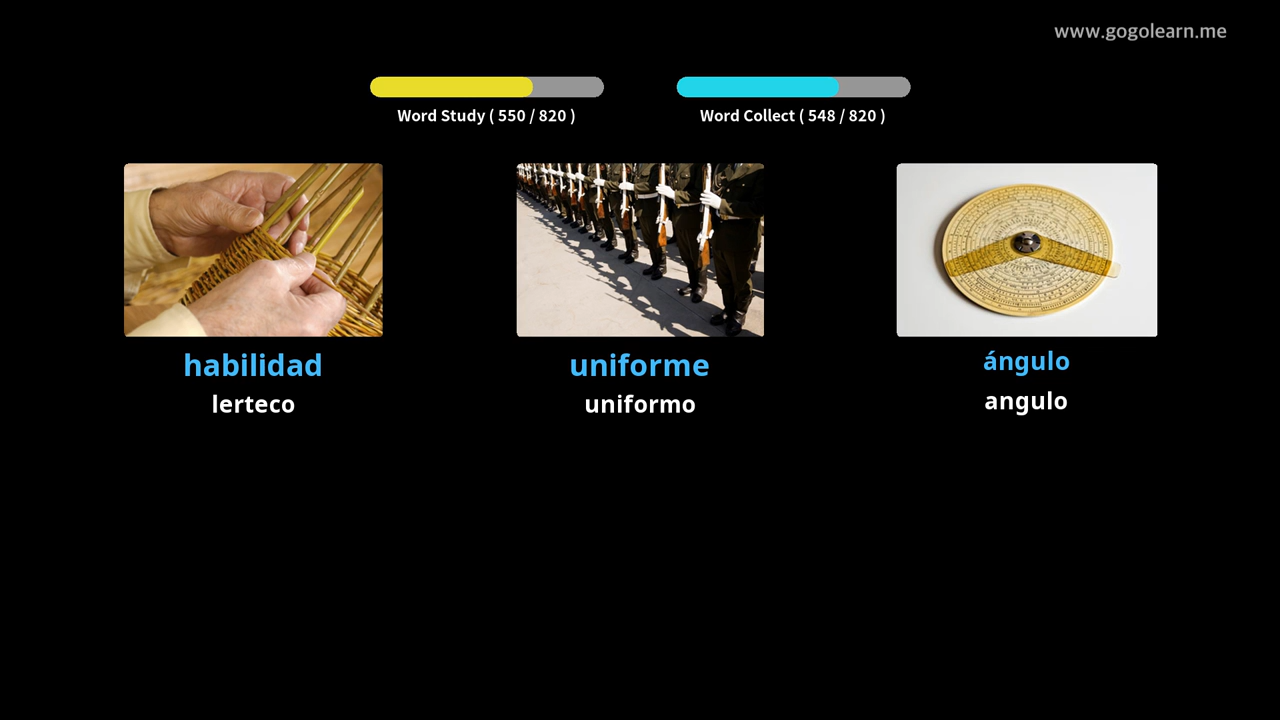 www.gogolearn.me
Word Study ( 550 / 820 )
Word Collect ( 548 / 820 )
habilidad
lerteco
uniforme
uniformo
ángulo
angulo